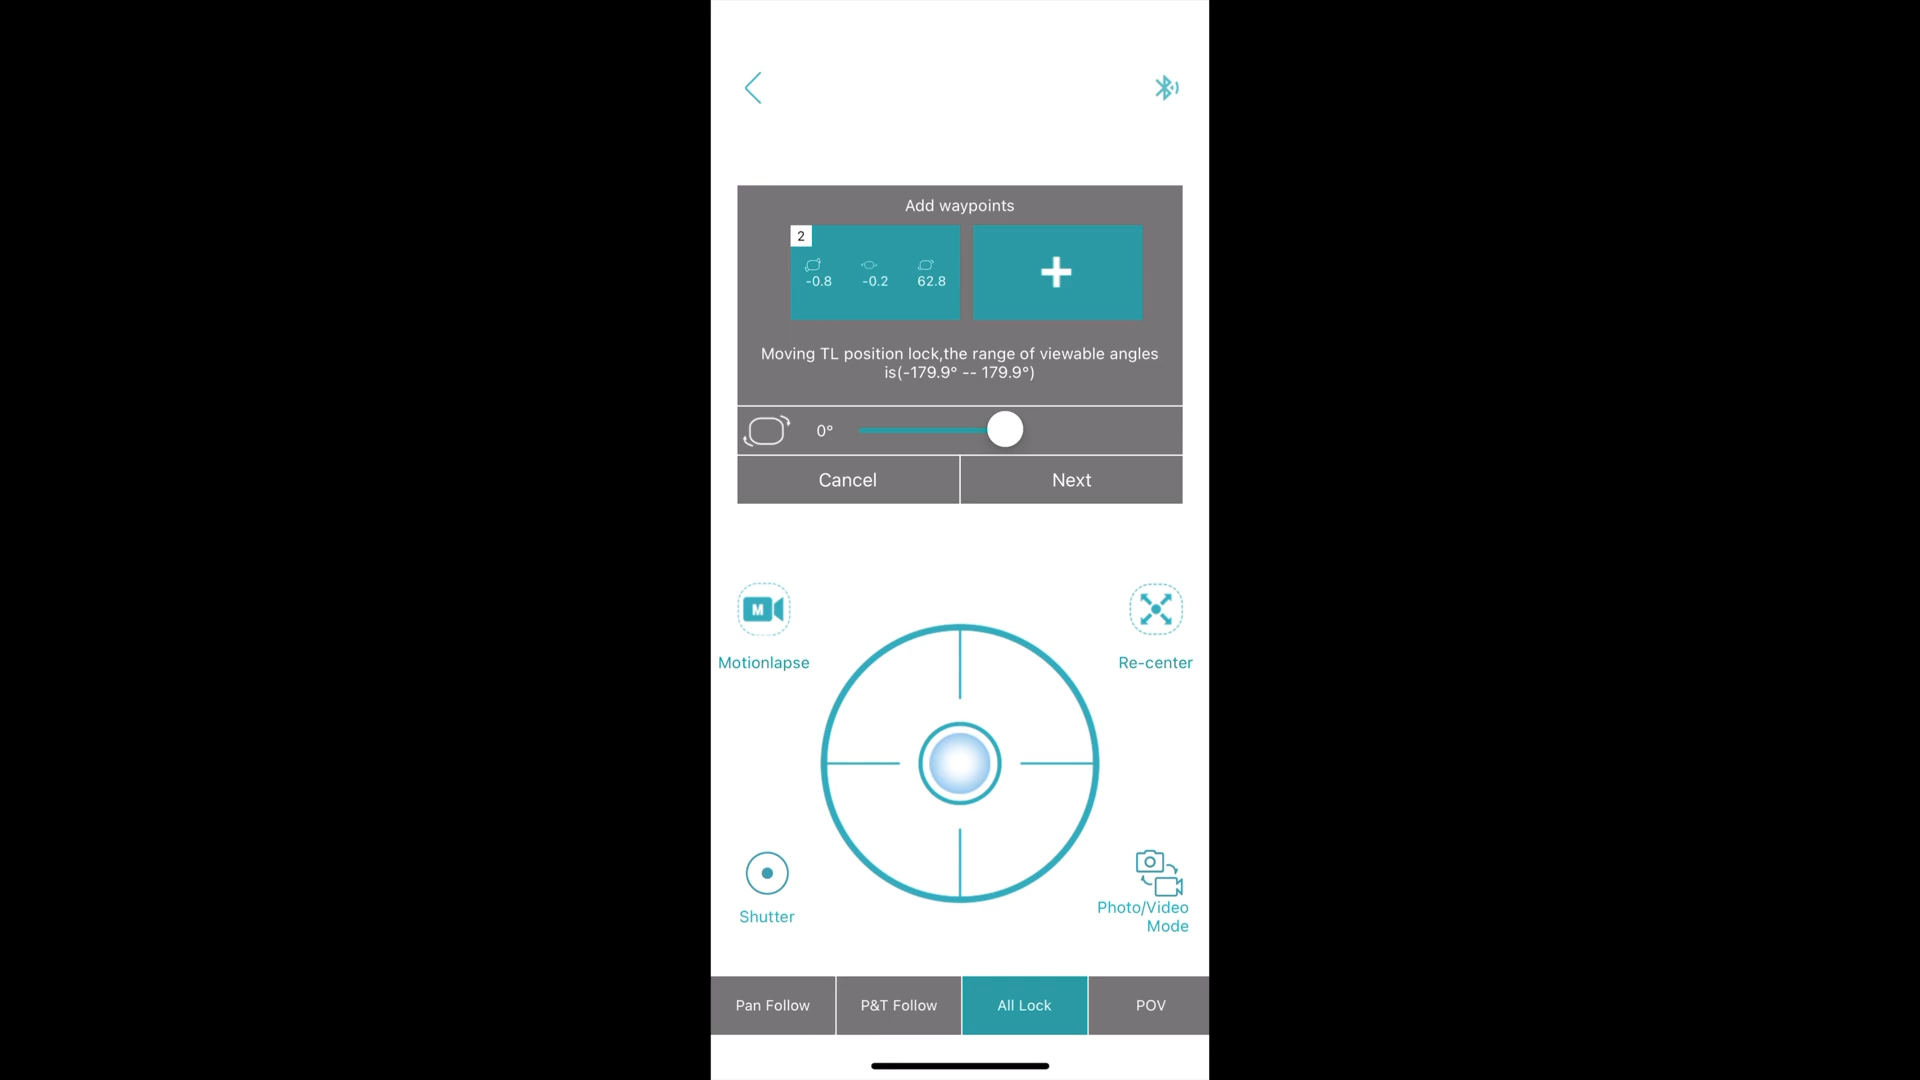 Add waypoints
2
-0.8 -0.2 62.8
Moving TL position lock,the range of viewable angles
is(-179.9° -- 179.9°)
0°
Cancel Next
M
Motionlapse Re-center
Shutter
Photo/Video
Mode
Pan Follow P&T Follow All Lock POV